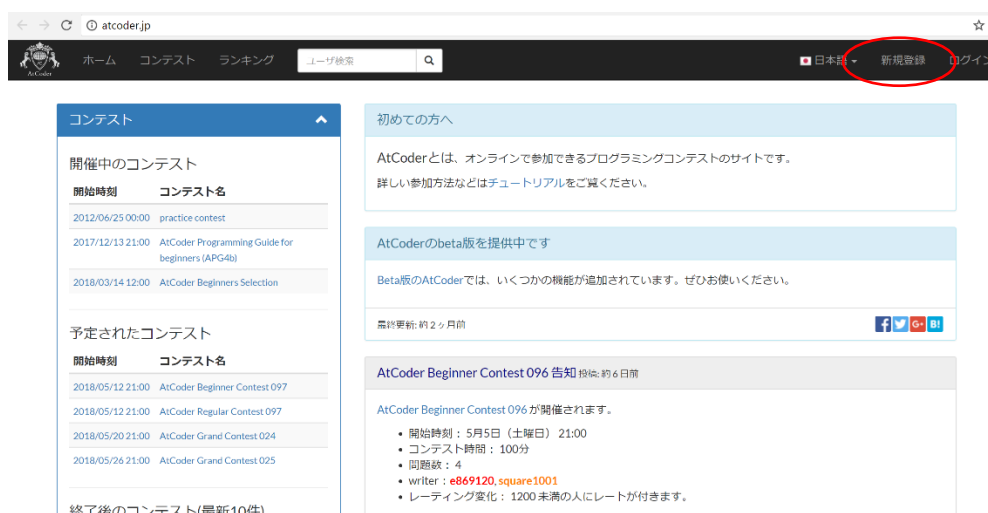 atcoder.jp
AtCoder
ホーム コンテスト ランキング ユーザ検索 日本語 新規登録 ログイン
コンテスト
開催中のコンテスト
開始時刻 コンテスト名
2012/06/25 00:00 practice contest
2017/12/13 21:00 AtCoder Programming Guide for
beginners (APG4b)
2018/03/14 12:00 AtCoder Beginners Selection
予定されたコンテスト
開始時刻 コンテスト名
2018/05/12 21:00 AtCoder Beginner Contest 097
2018/05/12 21:00 AtCoder Regular Contest 097
2018/05/20 21:00 AtCoder Grand Contest 024
2018/05/26 21:00 AtCoder Grand Contest 025
終了後のコンテスト(最新10件)
初めての方へ
AtCoderとは、オンラインで参加できるプログラミングコンテストのサイトです。
詳しい参加方法などはチュートリアルをご覧ください。
AtCoderのbeta版を提供中です
Beta版のAtCoderでは、いくつかの機能が追加されています。ぜひお使いください。
最終更新: 約2ヶ月前
f G+ B!
AtCoder Beginner Contest 096 告知 投稿: 約6日前
AtCoder Beginner Contest 096 が開催されます。
• 開始時刻： 5月5日（土曜日） 21:00
• コンテスト時間： 100分
• 問題数： 4
• writer： e869120, square1001
• レーティング変化： 1200 未満の人にレートが付きます。